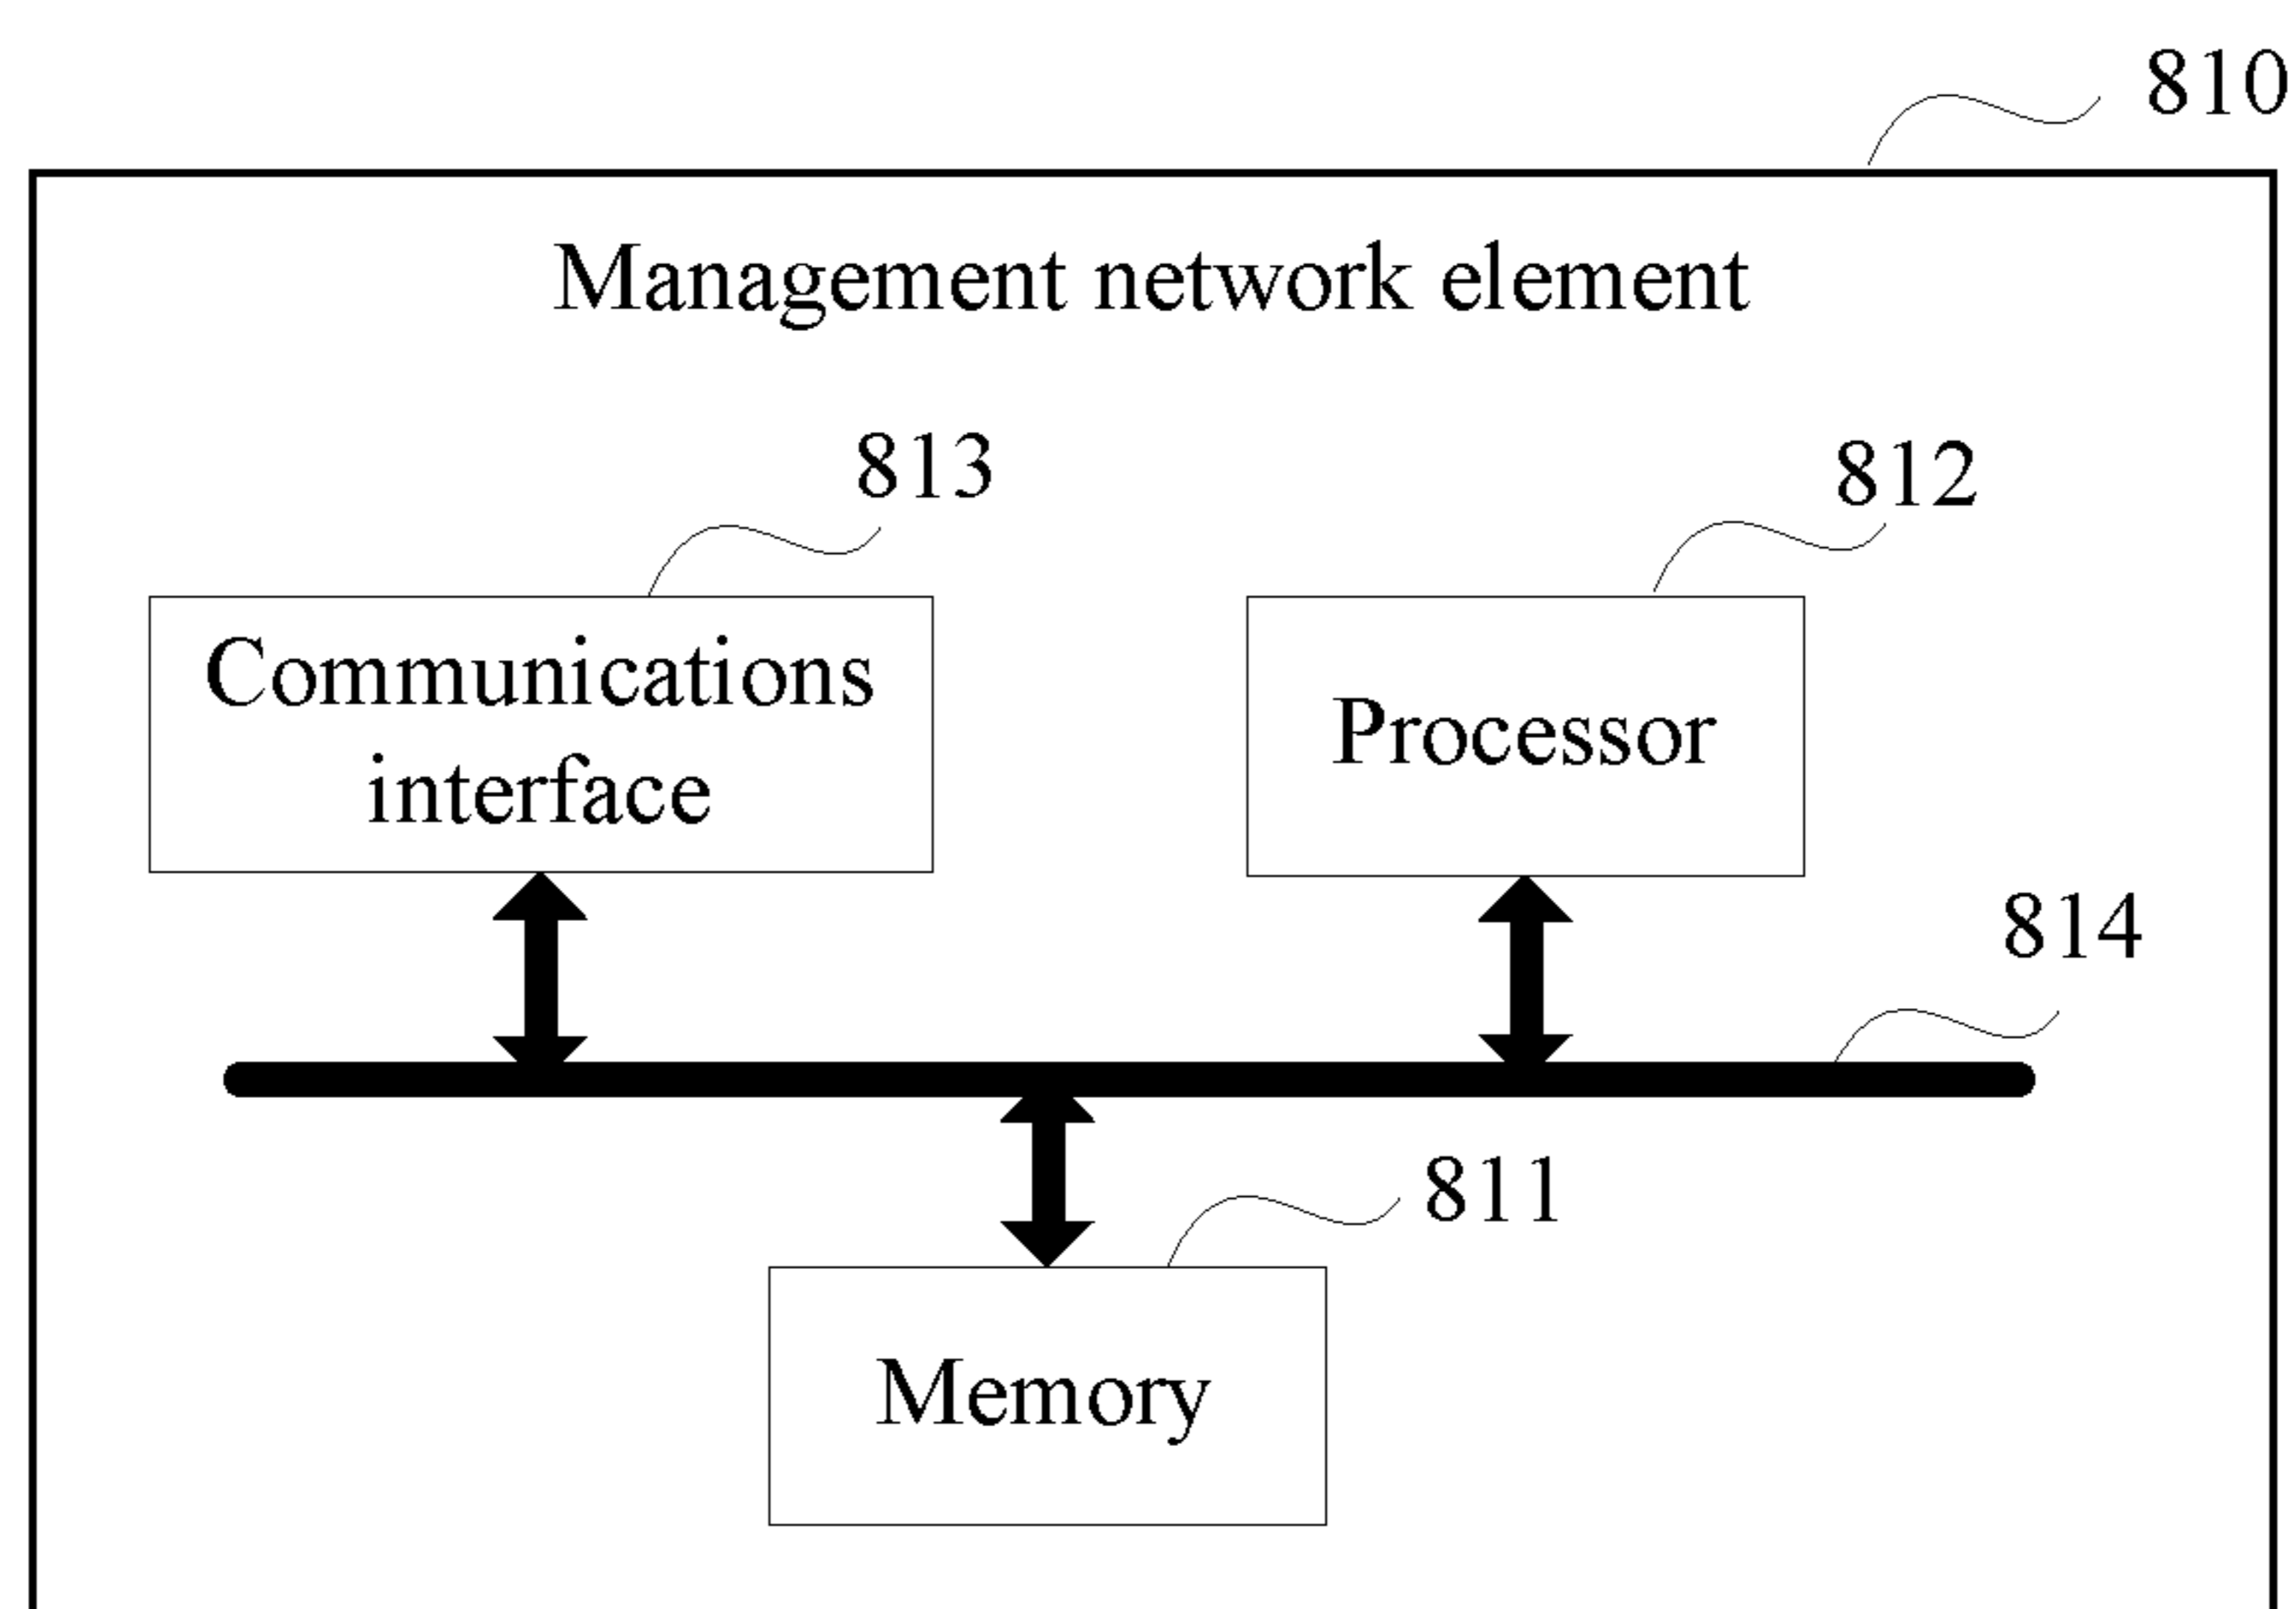 810
Management network element
813
812
Communications
interface
Processor
814
811
Memory